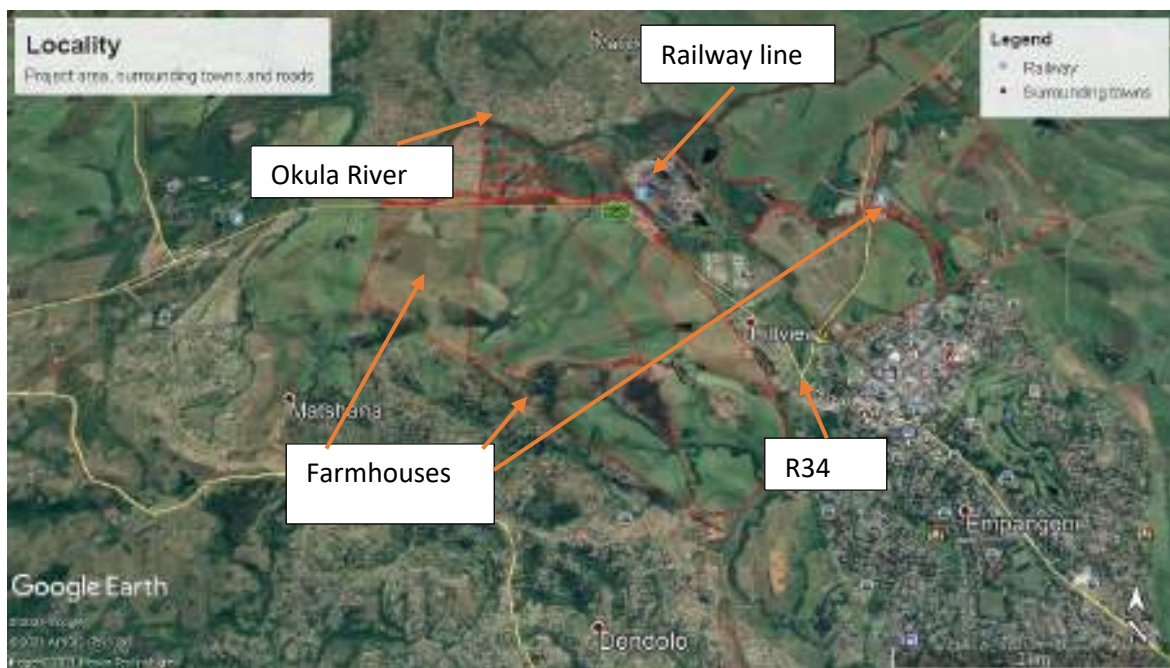 Locality
Project area, surrounding towns, and roads
Railway line
Legend
Railway
Surrounding towns
Okula River
Hillview
Matshana
Farmhouses
R34
Empangeni
Google Earth
Dondolo